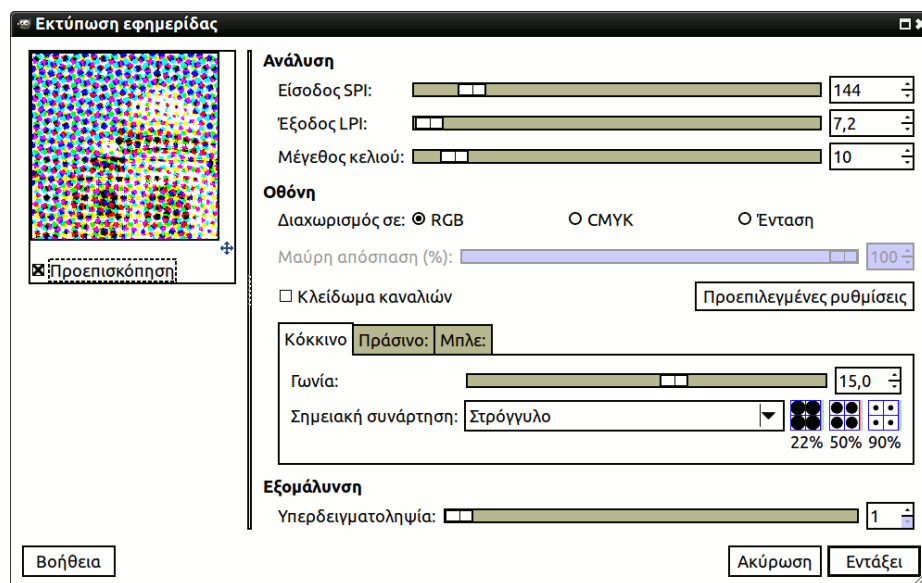 Εκτύπωση εφημερίδας
Προεπισκόπηση
Ανάλυση
Είσοδος SPI: 144
Έξοδος LPI: 7,2
Μέγεθος κελιού: 10
Οθόνη
Διαχωρισμός σε: RGB CMYK Ένταση
Μαύρη απόσπαση (%): 100
Κλείδωμα καναλιών Προεπιλεγμένες ρυθμίσεις
Κόκκινο Πράσινο: Μπλε:
Γωνία: 15,0
Σημειακή συνάρτηση: Στρόγγυλο
22% 50% 90%
Εξομάλυνση
Υπερδειγματοληψία: 1
Βοήθεια Ακύρωση Εντάξει